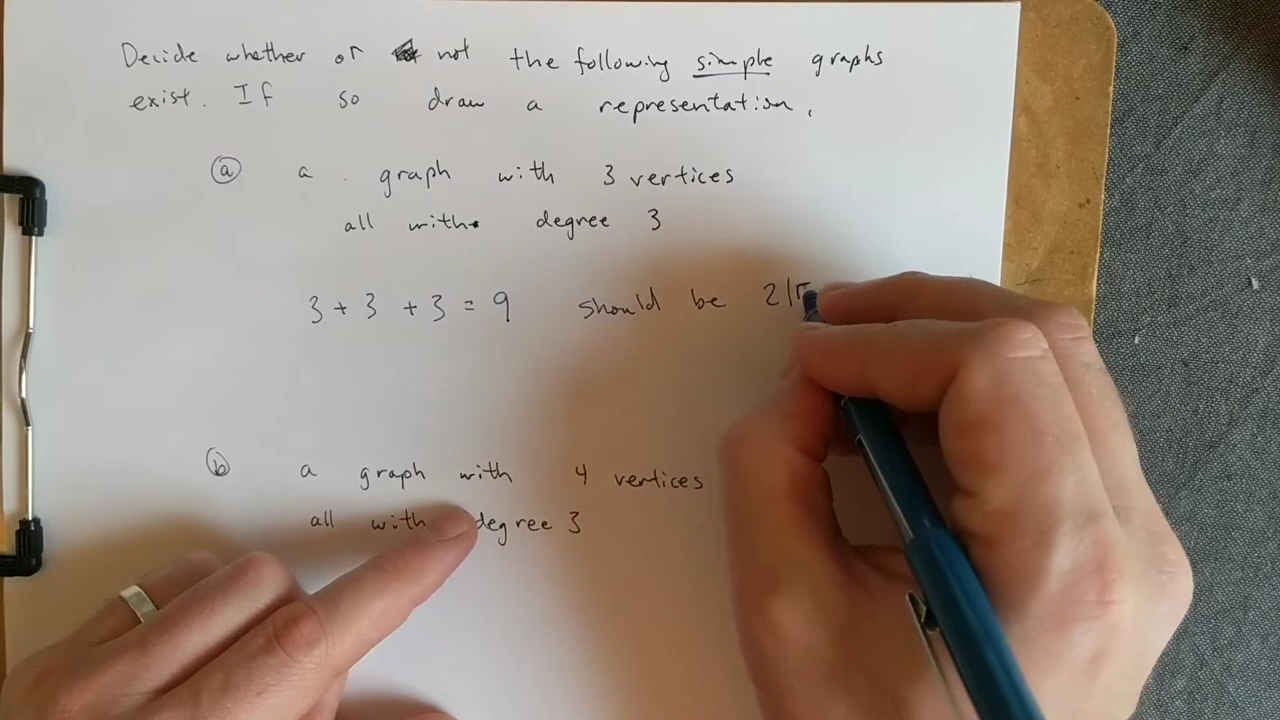 Decide whether or not the following simple graphs
exist. If so draw a representation.
ⓐ a graph with 3 vertices
all with degree 3
3 + 3 + 3 = 9 should be 2|
ⓑ a graph with 4 vertices
all with degree 3